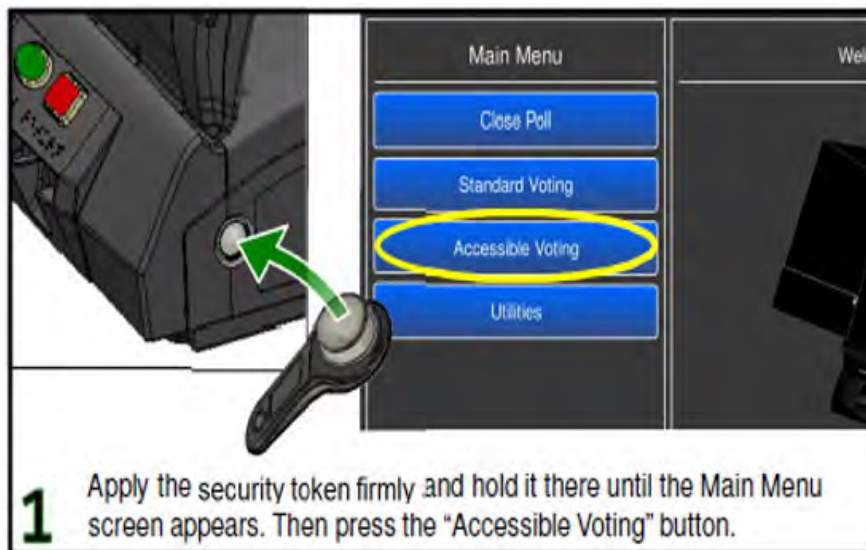 Main Menu
Wel
Close Poll
Standard Voting
Accessible Voting
Utilities
1
Apply the security token firmly and hold it there until the Main Menu
screen appears. Then press the “Accessible Voting” button.